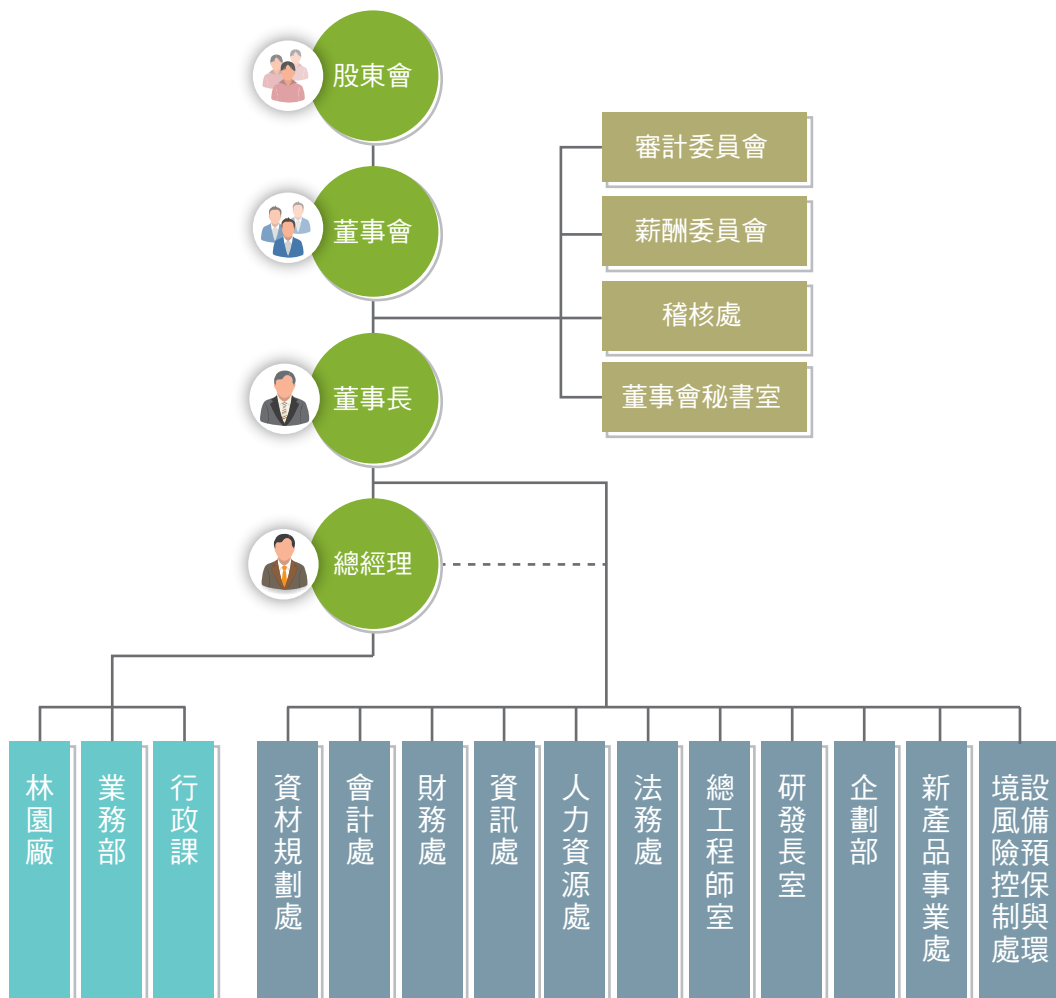 股東會
董事會
審計委員會
薪酬委員會
稽核處
董事會秘書室
董事長
總經理
林園廠
業務部
行政課
資材規劃處
會計處
財務處
資訊處
人力資源處
法務處
總工程師室
研發長室
企劃部
新產品事業處
設備預保與環
境風險控制處